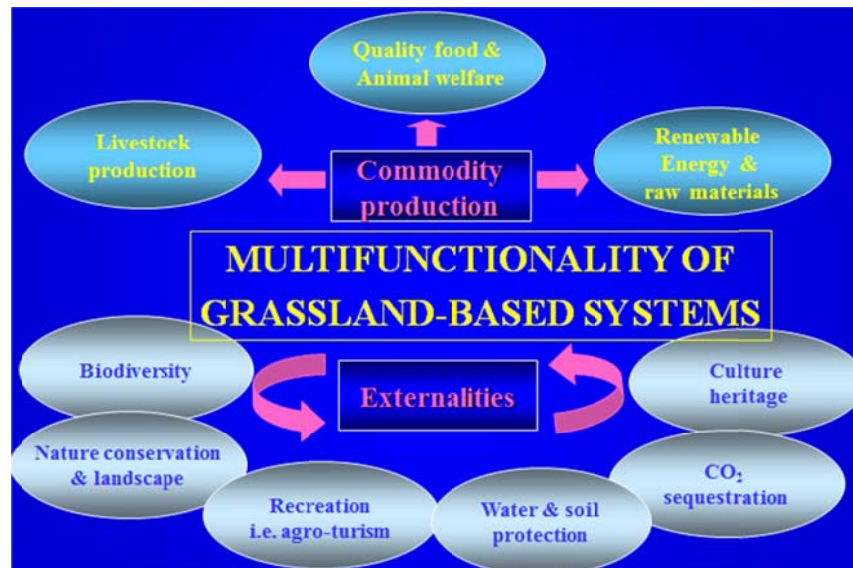 Quality food &
Animal welfare
Livestock
production
Renewable
Energy &
raw materials
Commodity
production
MULTIFUNCTIONALITY OF
GRASSLAND-BASED SYSTEMS
Biodiversity
Externalities
Culture
heritage
Nature conservation
& landscape
CO₂
sequestration
Recreation
i.e. agro-turism
Water & soil
protection